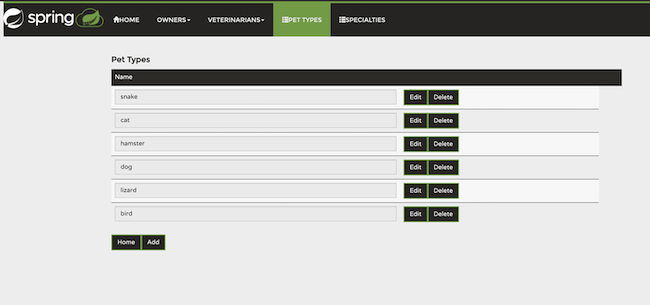 spring HOME OWNERS VETERINARIANS PET TYPES SPECIALTIES
Pet Types
Name
snake Edit Delete
cat Edit Delete
hamster Edit Delete
dog Edit Delete
lizard Edit Delete
bird Edit Delete
Home Add